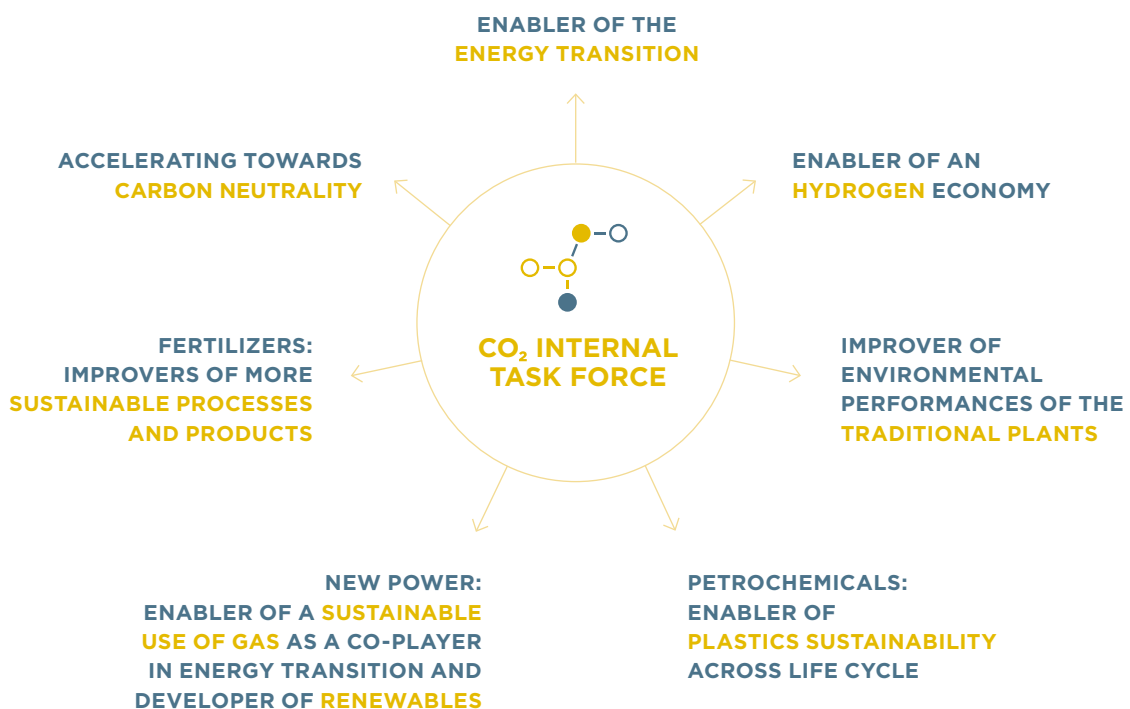 ENABLER OF THE
ENERGY TRANSITION
ACCELERATING TOWARDS
CARBON NEUTRALITY
ENABLER OF AN
HYDROGEN ECONOMY
CO₂ INTERNAL
TASK FORCE
FERTILIZERS:
IMPROVERS OF MORE
SUSTAINABLE PROCESSES
AND PRODUCTS
IMPROVER OF
ENVIRONMENTAL
PERFORMANCES OF THE
TRADITIONAL PLANTS
NEW POWER:
ENABLER OF A SUSTAINABLE
USE OF GAS AS A CO-PLAYER
IN ENERGY TRANSITION AND
DEVELOPER OF RENEWABLES
PETROCHEMICALS:
ENABLER OF
PLASTICS SUSTAINABILITY
ACROSS LIFE CYCLE